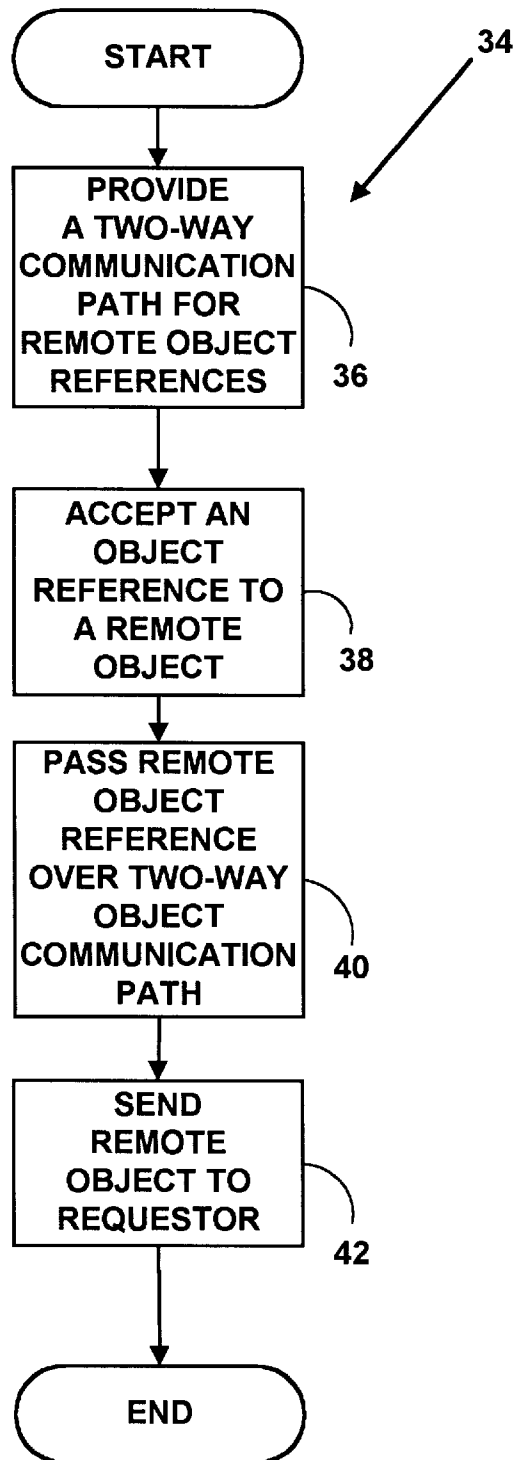 START
34
PROVIDE
A TWO-WAY
COMMUNICATION
PATH FOR
REMOTE OBJECT
REFERENCES
36
ACCEPT AN
OBJECT
REFERENCE TO
A REMOTE
OBJECT
38
PASS REMOTE
OBJECT
REFERENCE
OVER TWO-WAY
OBJECT
COMMUNICATION
PATH
40
SEND
REMOTE
OBJECT TO
REQUESTOR
42
END